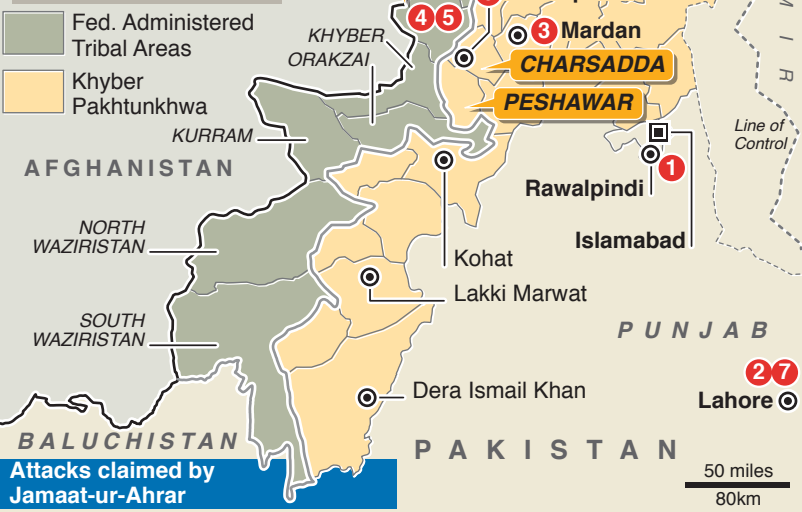 Fed. Administered
Tribal Areas
Khyber
Pakhtunkhwa
4 5
3 Mardan
KHYBER
ORAKZAI
CHARSADDA
PESHAWAR
KURRAM
AFGHANISTAN
Line of
Control
1
Rawalpindi
Islamabad
NORTH
WAZIRISTAN
Kohat
Lakki Marwat
SOUTH
WAZIRISTAN
PUNJAB
2 7
Lahore
Dera Ismail Khan
BALUCHISTAN
PAKISTAN
Attacks claimed by
Jamaat-ur-Ahrar
50 miles
80km